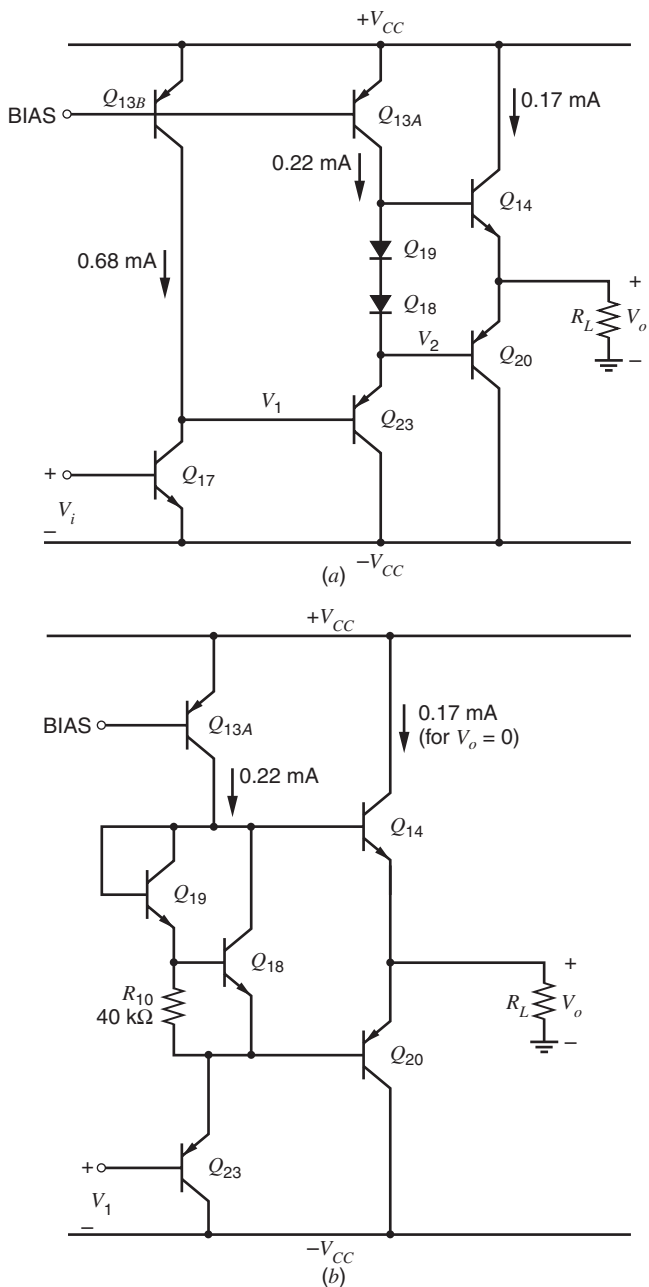 +V_CC
Q_13B
BIAS
Q_13A
0.17 mA
0.22 mA
Q_14
Q_19
0.68 mA
Q_18
+
R_L
V_o
V_2
–
Q_20
V_1
Q_23
+
Q_17
V_i
–
–V_CC
(a)
+V_CC
BIAS
Q_13A
0.17 mA
(for V_o = 0)
0.22 mA
Q_14
Q_19
Q_18
+
R_10
40 kΩ
R_L
V_o
–
Q_20
+
Q_23
V_1
–
–V_CC
(b)